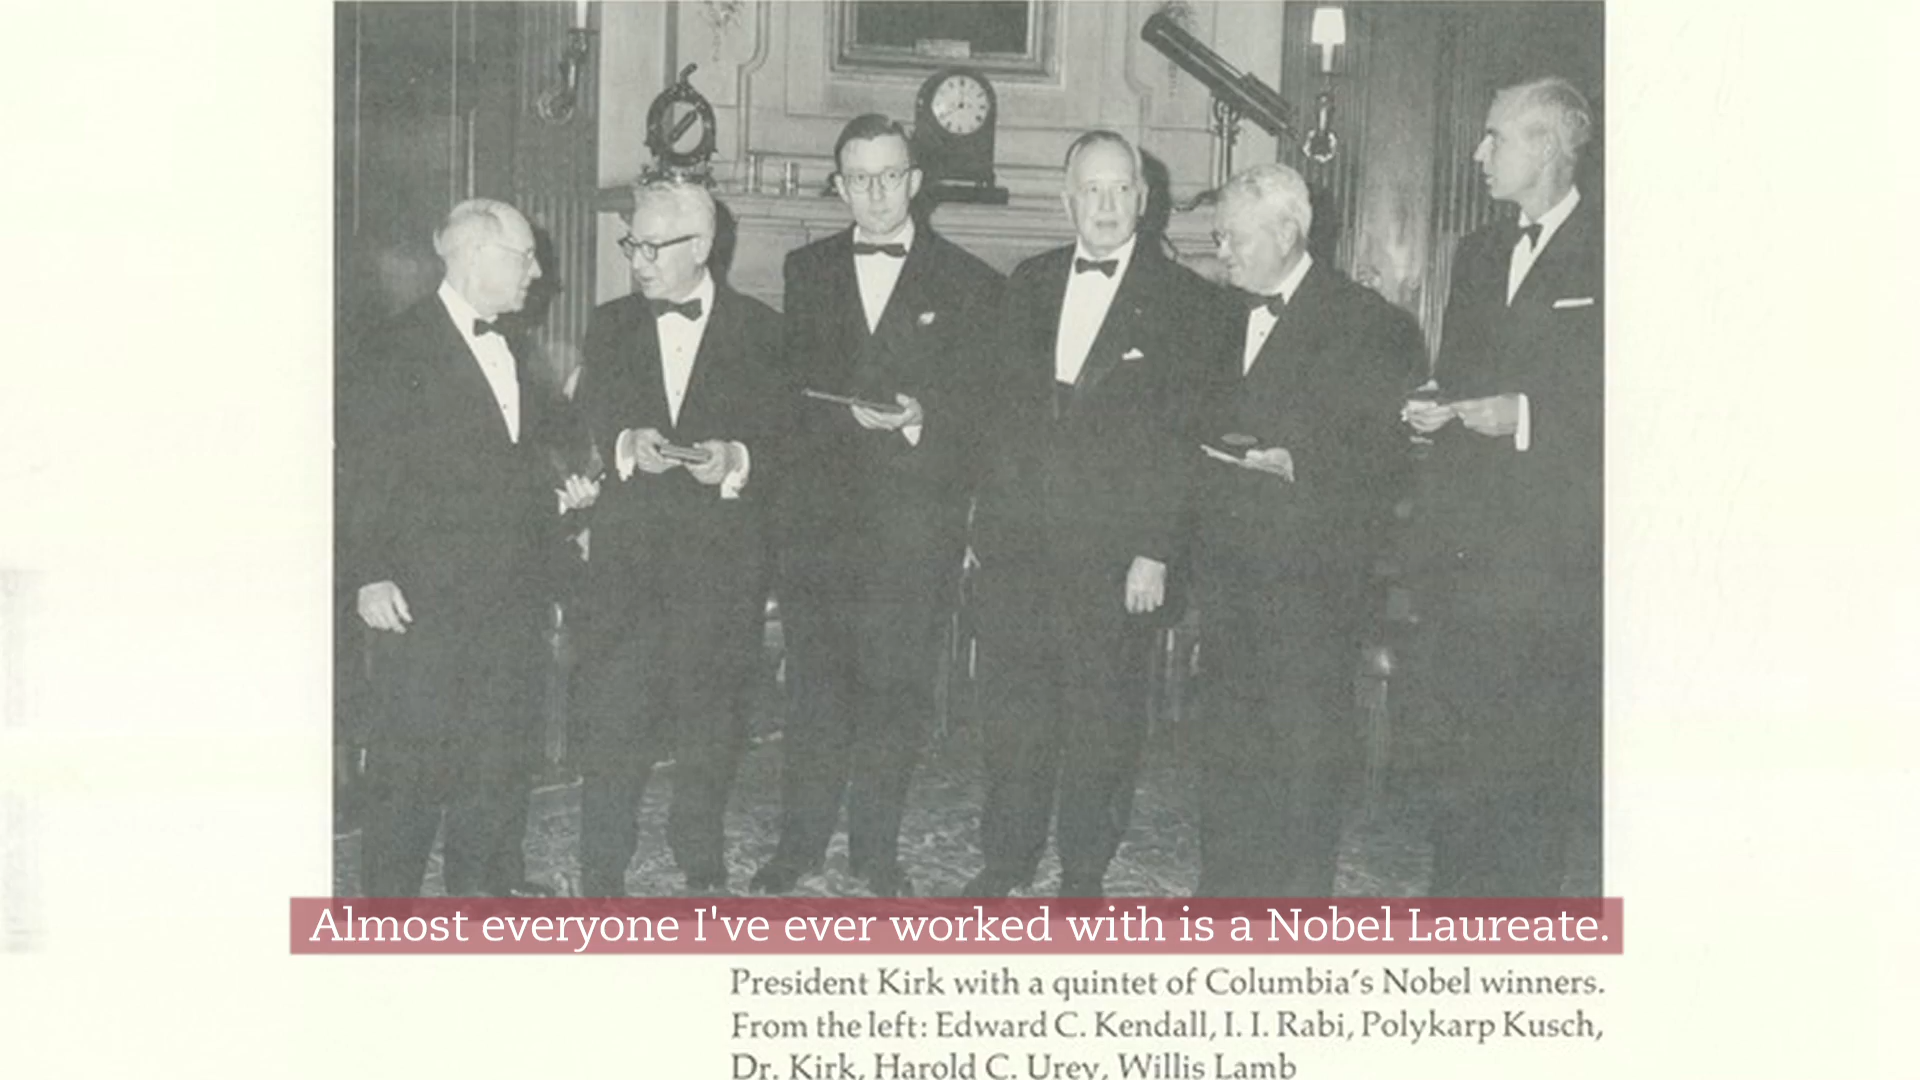 Almost everyone I've ever worked with is a Nobel Laureate.
President Kirk with a quintet of Columbia's Nobel winners.
From the left: Edward C. Kendall, I. I. Rabi, Polykarp Kusch,
Dr. Kirk, Harold C. Urey, Willis Lamb